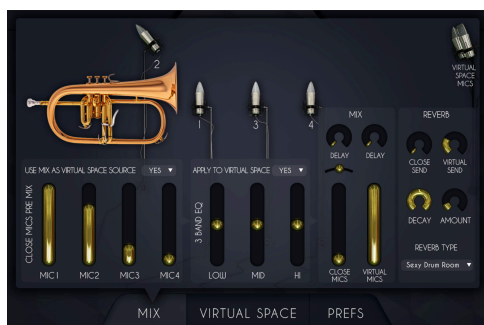 2
VIRTUAL
SPACE
MICS
1
3
4
MIX
REVERB
DELAY
DELAY
CLOSE
SEND
VIRTUAL
SEND
USE MIX AS VIRTUAL SPACE SOURCE YES
APPLY TO VIRTUAL SPACE YES
CLOSE MICS PRE MIX
3 BAND EQ
DECAY
AMOUNT
REVERB TYPE
Sexy Drum Room
MIC 1
MIC2
MIC3
MIC4
LOW
MID
HI
CLOSE
MICS
VIRTUAL
MICS
MIX
VIRTUAL SPACE
PREFS